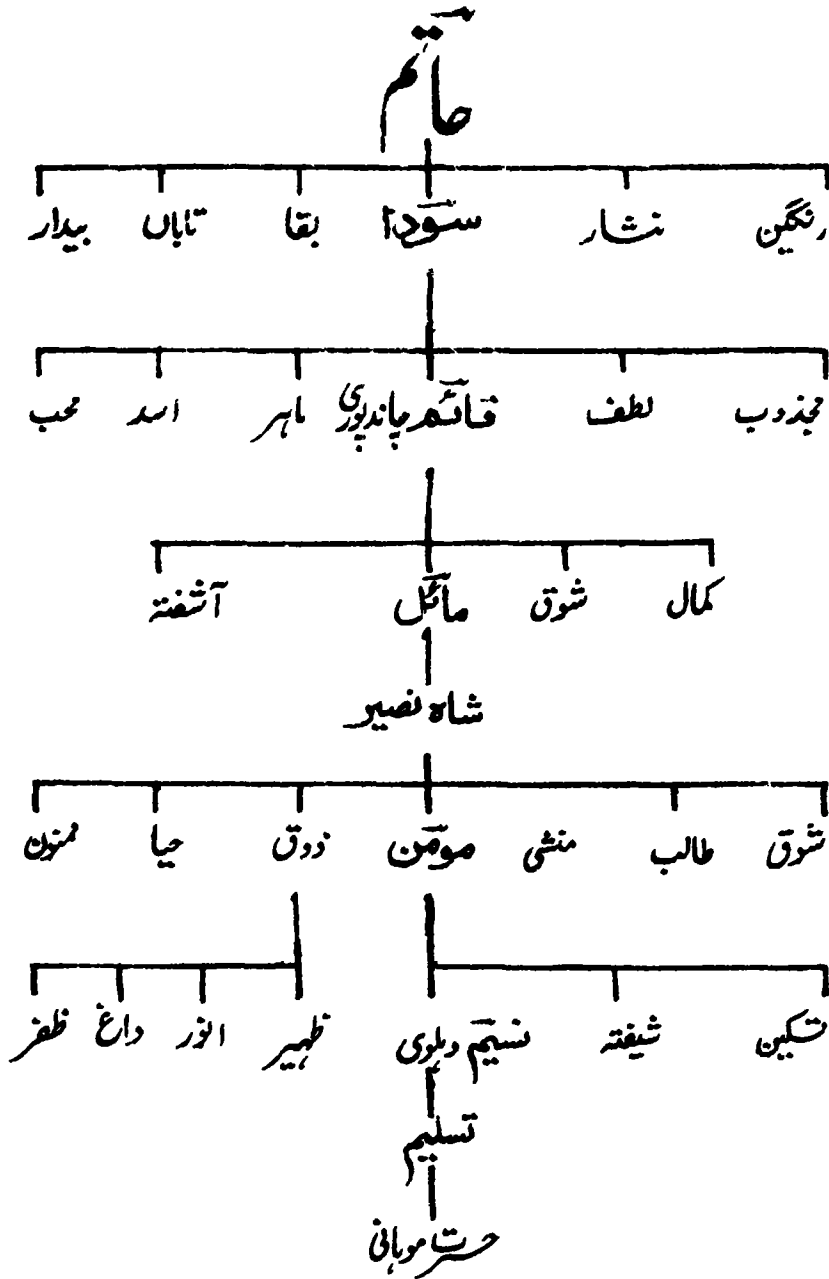 حاتم
رنگین نثار سودا بقا تاباں بیدار
مجذوب لطف قائم چاندپوری ماہر اسد محب
کمال شوق مائل آشفتہ
شاہ نصیر
شوق طالب منشی مومن ذوق حیا ممنون
تسکین شیفتہ نسیم دہلوی ظہیر انور داغ ظفر
تسلیم
حسرت موہانی